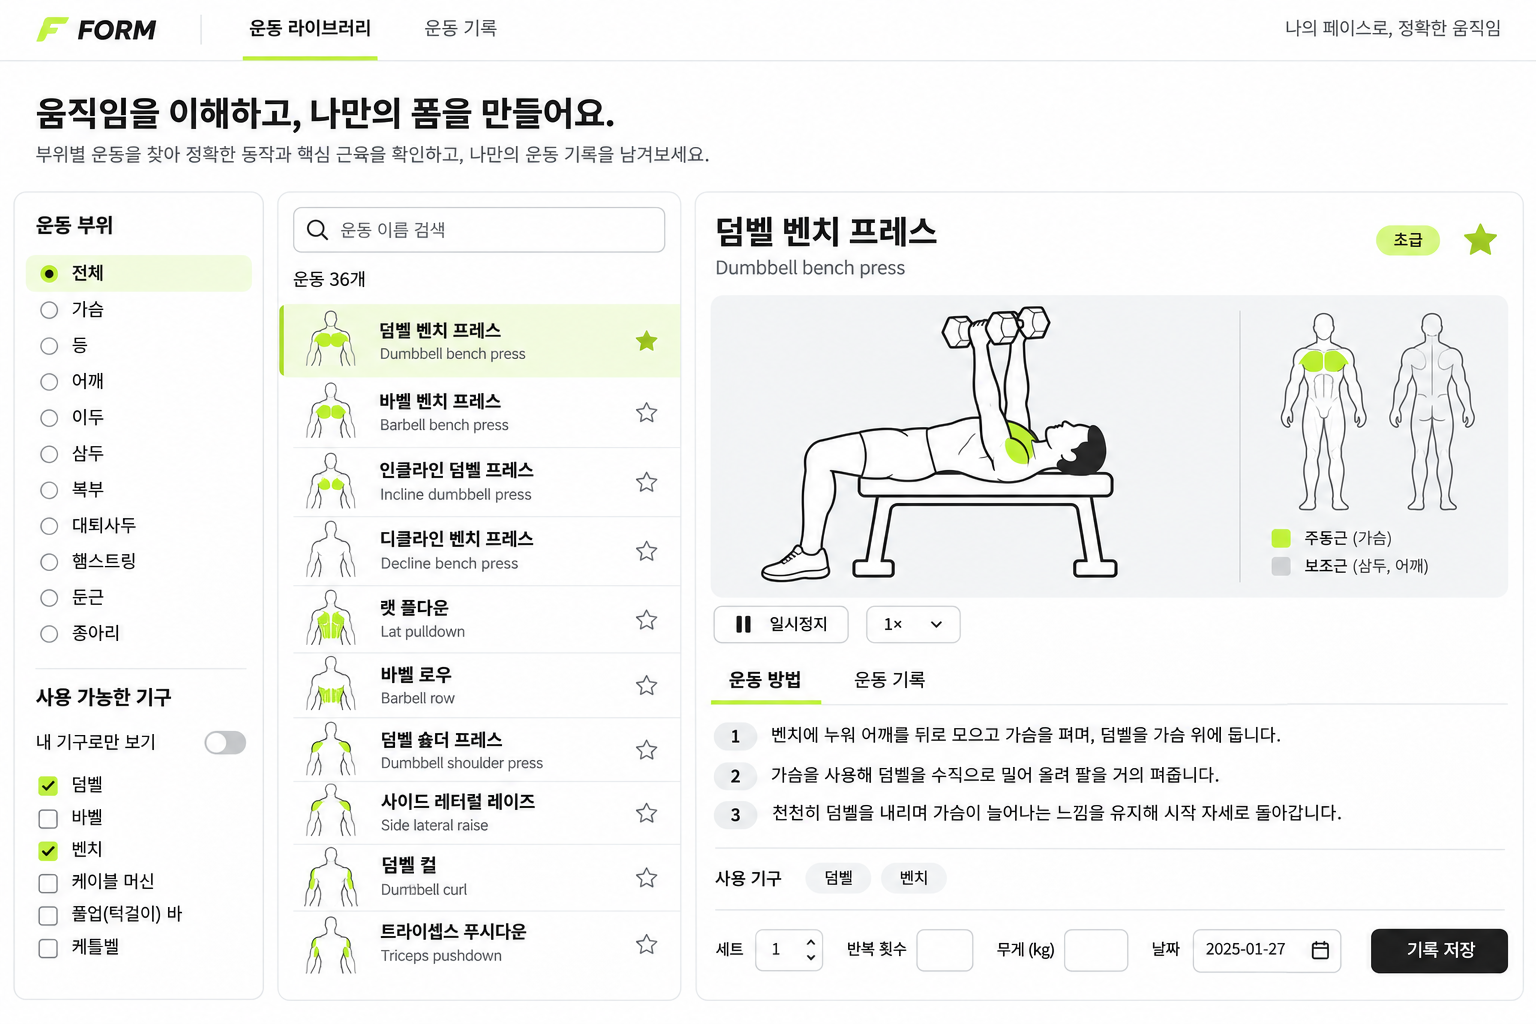 FORM
운동 라이브러리
운동 기록
나의 페이스로, 정확한 움직임
움직임을 이해하고, 나만의 폼을 만들어요.
부위별 운동을 찾아 정확한 동작과 핵심 근육을 확인하고, 나만의 운동 기록을 남겨보세요.
운동 부위
전체
가슴
등
어깨
이두
삼두
복부
대퇴사두
햄스트링
둔근
종아리
사용 가능한 기구
내 기구로만 보기
덤벨
바벨
벤치
케이블 머신
풀업(턱걸이) 바
케틀벨
운동 이름 검색
운동 36개
덤벨 벤치 프레스
Dumbbell bench press
바벨 벤치 프레스
Barbell bench press
인클라인 덤벨 프레스
Incline dumbbell press
디클라인 벤치 프레스
Decline bench press
랫 풀다운
Lat pulldown
바벨 로우
Barbell row
덤벨 숄더 프레스
Dumbbell shoulder press
사이드 레터럴 레이즈
Side lateral raise
덤벨 컬
Dumbbell curl
트라이셉스 푸시다운
Triceps pushdown
덤벨 벤치 프레스
Dumbbell bench press
초급
주동근 (가슴)
보조근 (삼두, 어깨)
일시정지
1×
운동 방법
운동 기록
1 벤치에 누워 어깨를 뒤로 모으고 가슴을 펴며, 덤벨을 가슴 위에 둡니다.
2 가슴을 사용해 덤벨을 수직으로 밀어 올려 팔을 거의 펴줍니다.
3 천천히 덤벨을 내리며 가슴이 늘어나는 느낌을 유지해 시작 자세로 돌아갑니다.
사용 기구
덤벨
벤치
세트
1
반복 횟수
무게 (kg)
날짜
2025-01-27
기록 저장